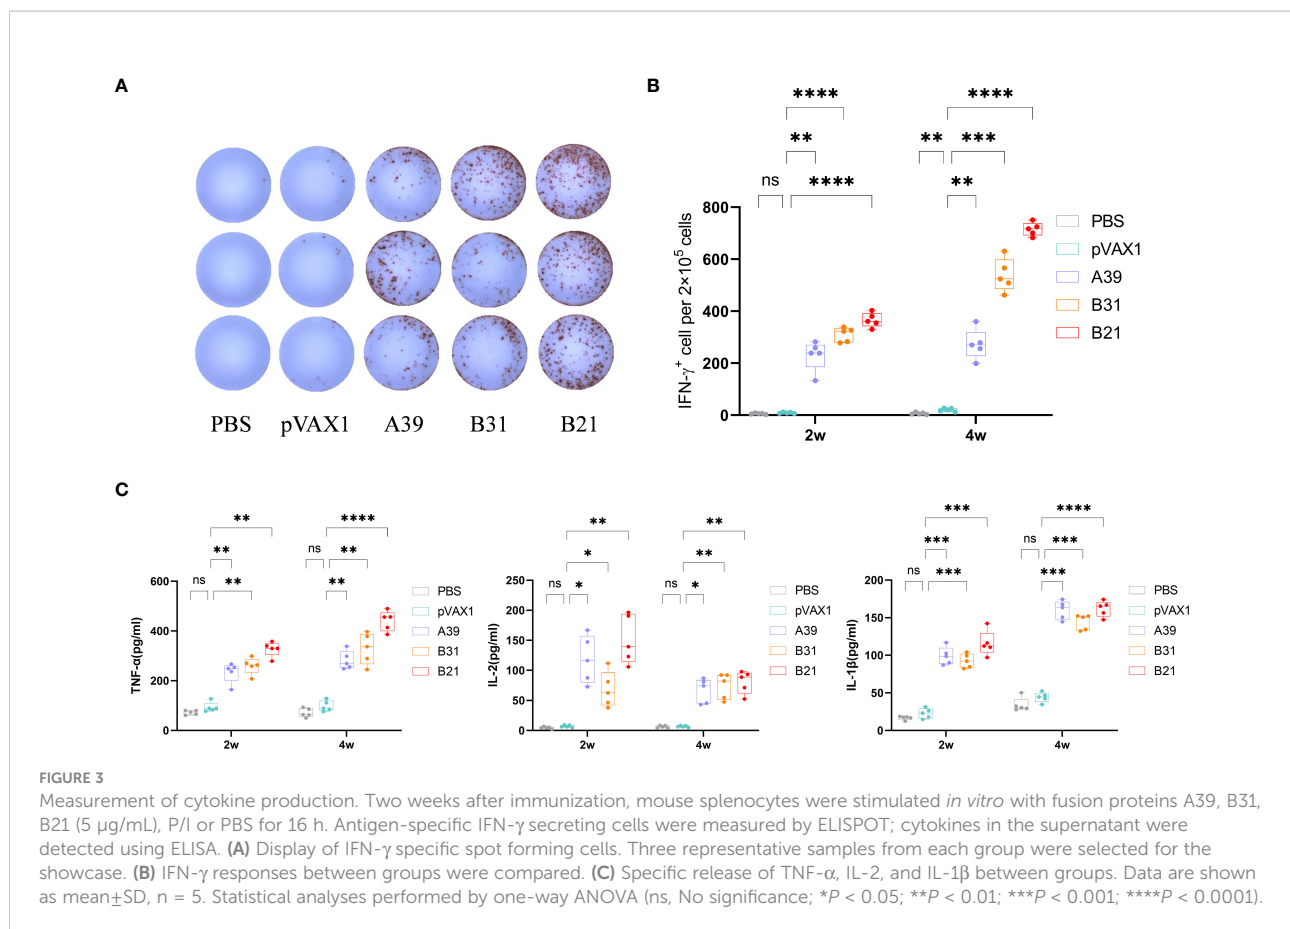 A
PBS pVAX1 A39 B31 B21
B
**** ****
** ** ***
ns **** **
IFN-γ+ cell per 2×10⁵ cells
800
600
400
200
0
2w 4w
PBS
pVAX1
A39
B31
B21
C
** ****
** ns **
ns ** **
TNF-α(pg/ml)
600
400
200
0
2w 4w
PBS
pVAX1
A39
B31
B21
** **
* **
ns * ns *
IL-2(pg/ml)
250
200
150
100
50
0
2w 4w
PBS
pVAX1
A39
B31
B21
*** ****
*** ns ***
ns *** ***
IL-1β(pg/ml)
200
150
100
50
0
2w 4w
PBS
pVAX1
A39
B31
B21
FIGURE 3
Measurement of cytokine production. Two weeks after immunization, mouse splenocytes were stimulated in vitro with fusion proteins A39, B31,
B21 (5 μg/mL), P/I or PBS for 16 h. Antigen-specific IFN-γ secreting cells were measured by ELISPOT; cytokines in the supernatant were
detected using ELISA. (A) Display of IFN-γ specific spot forming cells. Three representative samples from each group were selected for the
showcase. (B) IFN-γ responses between groups were compared. (C) Specific release of TNF-α, IL-2, and IL-1β between groups. Data are shown
as mean±SD, n = 5. Statistical analyses performed by one-way ANOVA (ns, No significance; *P < 0.05; **P < 0.01; ***P < 0.001; ****P < 0.0001).